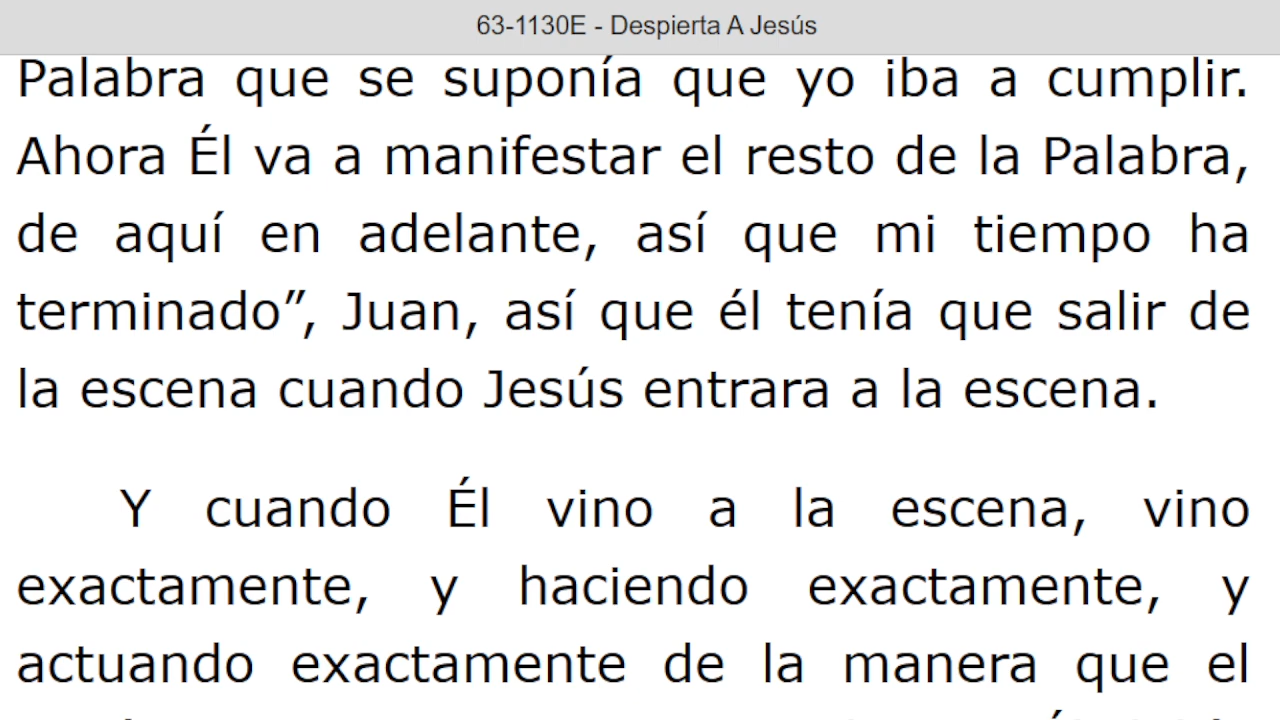 63-1130E - Despierta A Jesús
Palabra que se suponía que yo iba a cumplir.
Ahora Él va a manifestar el resto de la Palabra,
de aquí en adelante, así que mi tiempo ha
terminado”, Juan, así que él tenía que salir de
la escena cuando Jesús entrara a la escena.
Y cuando Él vino a la escena, vino
exactamente, y haciendo exactamente, y
actuando exactamente de la manera que el